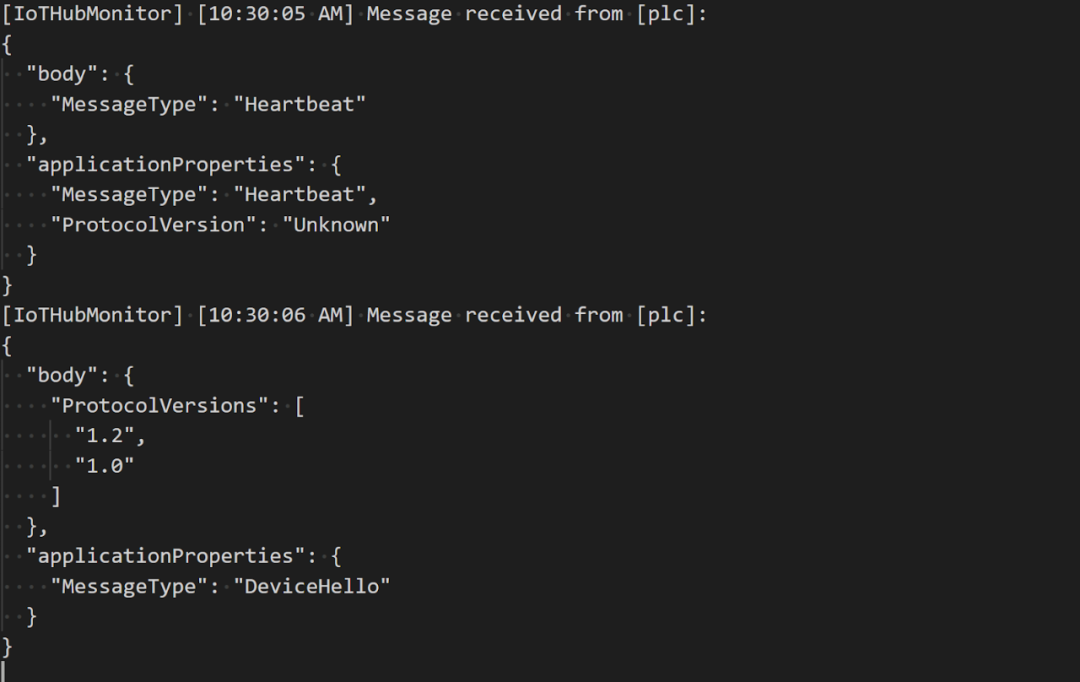 [IoTHubMonitor] [10:30:05 AM] Message received from [plc]:
{
  "body": {
    "MessageType": "Heartbeat"
  },
  "applicationProperties": {
    "MessageType": "Heartbeat",
    "ProtocolVersion": "Unknown"
  }
}
[IoTHubMonitor] [10:30:06 AM] Message received from [plc]:
{
  "body": {
    "ProtocolVersions": [
      "1.2",
      "1.0"
    ]
  },
  "applicationProperties": {
    "MessageType": "DeviceHello"
  }
}